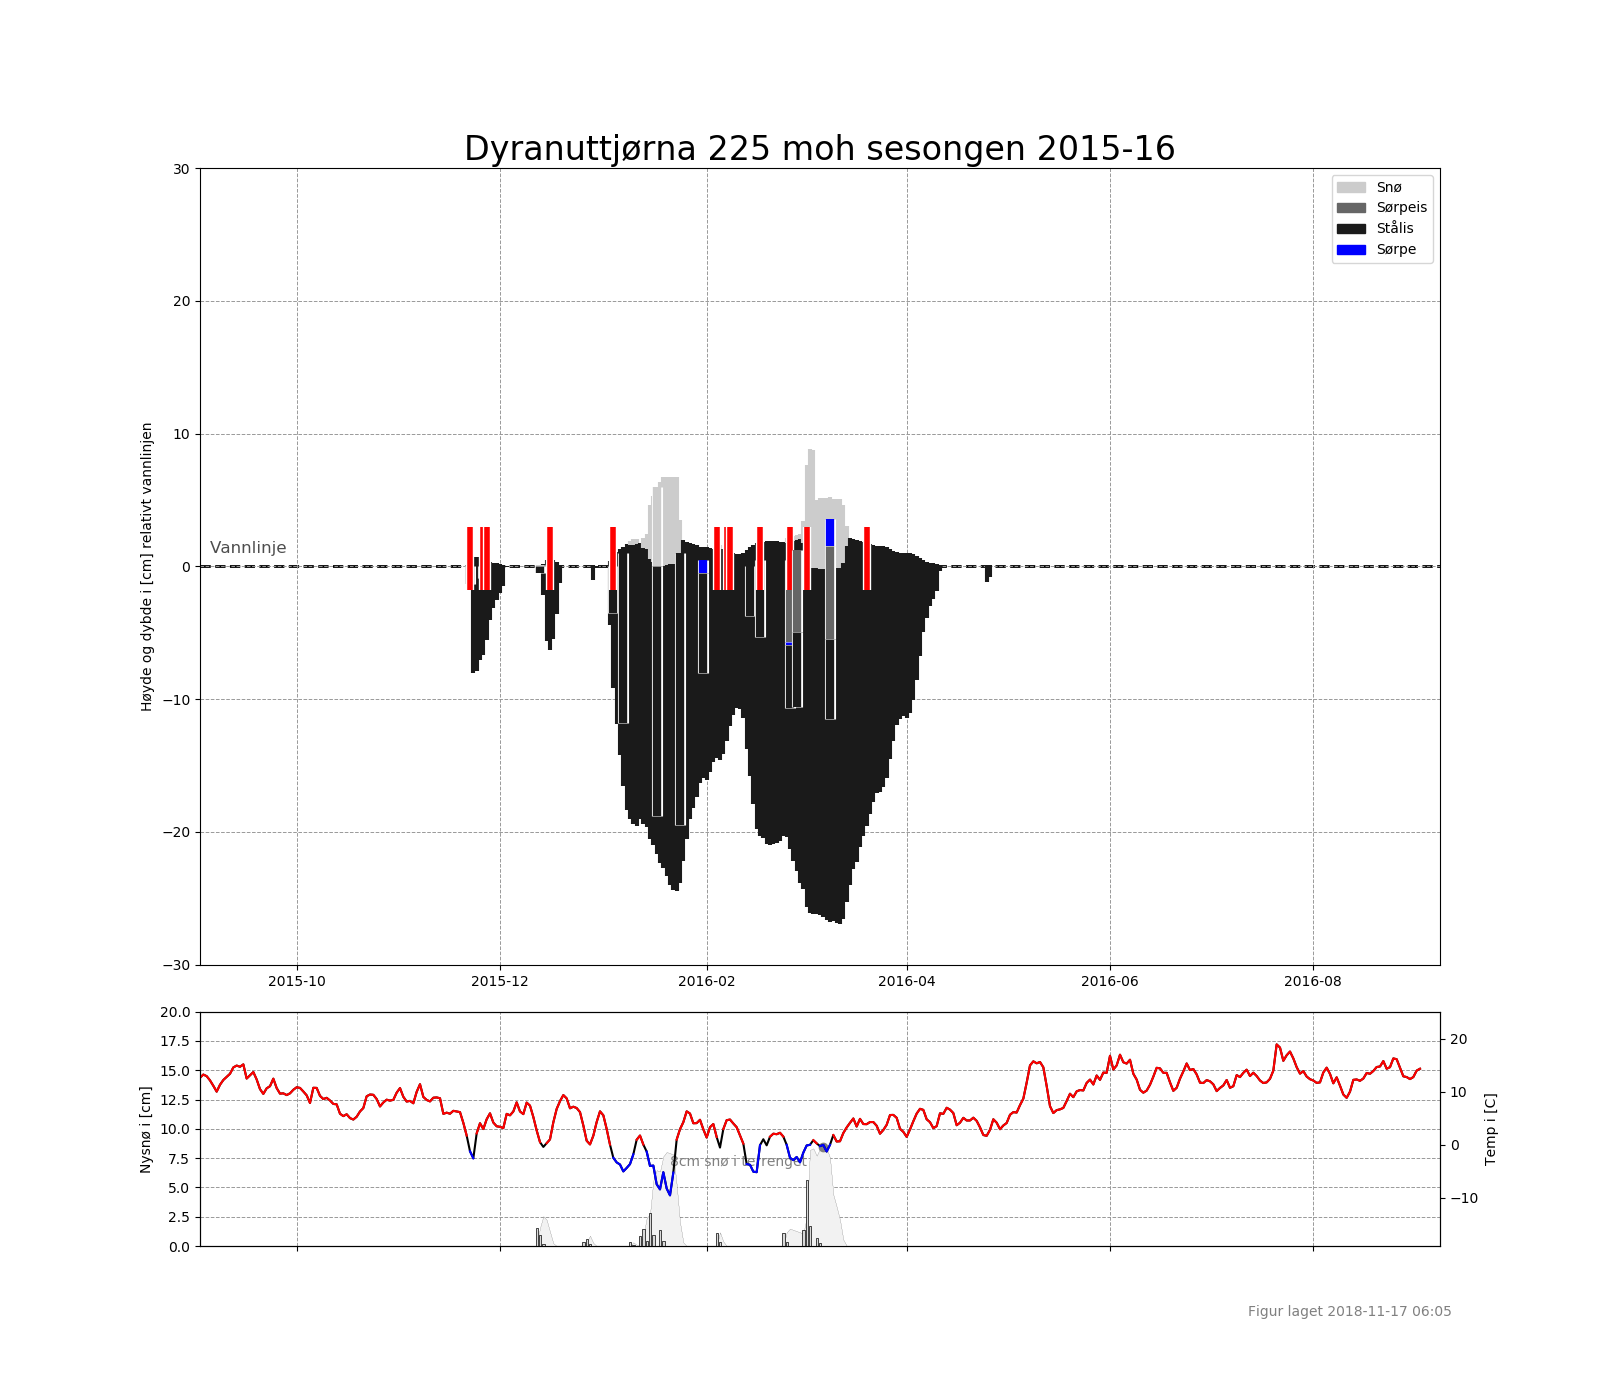 Dyranuttjørna 225 moh sesongen 2015-16
30
20
10
0
−10
−20
−30
Høyde og dybde i [cm] relativt vannlinjen
Vannlinje
Snø
Sørpeis
Stålis
Sørpe
2015-10
2015-12
2016-02
2016-04
2016-06
2016-08
20.0
17.5
15.0
12.5
10.0
7.5
5.0
2.5
0.0
Nysnø i [cm]
8cm snø i terrenget
20
10
0
−10
Temp i [C]
Figur laget 2018-11-17 06:05